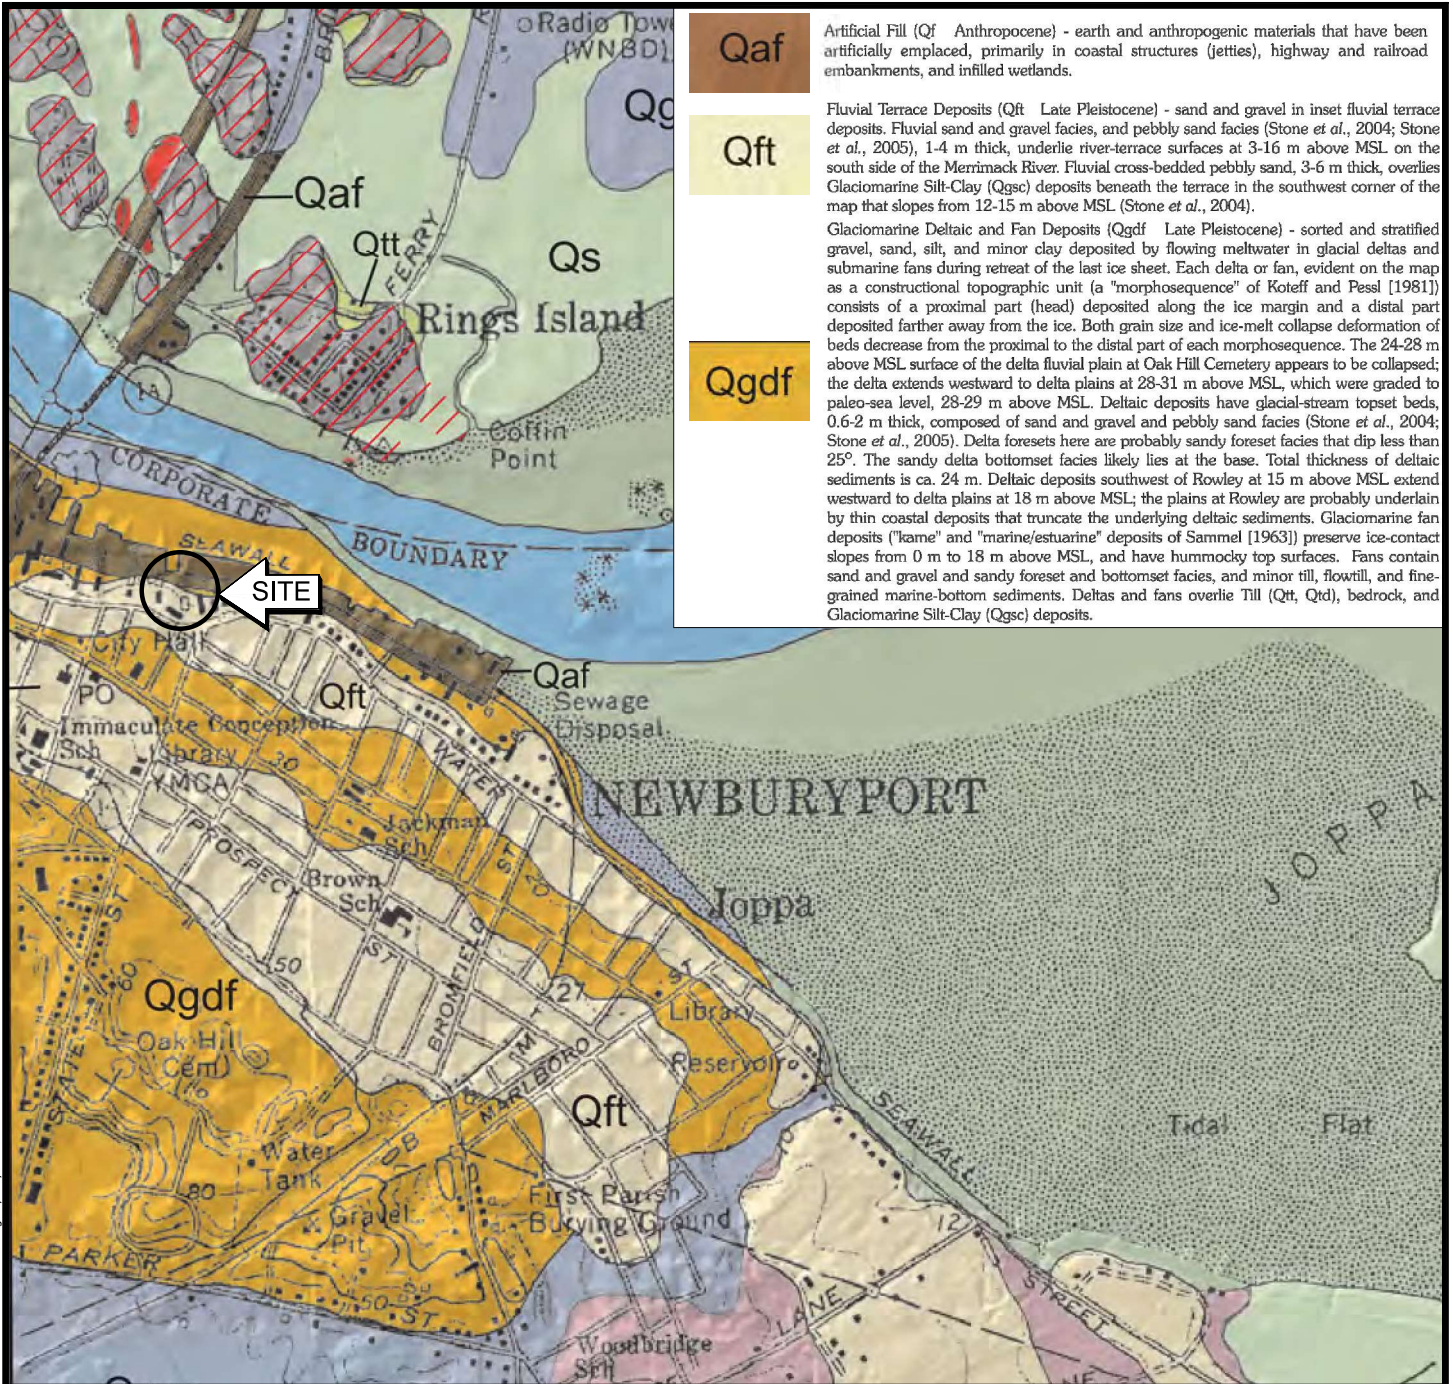 Radio Towe
(WNBD)
Qg
Qaf
Qtt
FERRY
Qs
Rings Island
1A
Coffin
Point
CORPORATE
BOUNDARY
SEAWALL
SITE
City Hall
Qaf
Sewage
Disposal
Qft
PO
Immaculate Conception
Sch
Library
YMCA
WATER
20
NEWBURYPORT
JOPPA
Jackman
Sch
ST
PROSPECT
ST
Brown
Sch
Joppa
50
60
Qgdf
27
ST
Library
Reservoir
Oak Hill
Cem
STATE ST
BROMFIELD
MARLBORO
Qft
SEAWALL
Tidal Flat
Water
Tank
80
Gravel
Pit
First Parish
Burying Ground
12
PARKER
ST
50
LANE
STREET
Woodbridge
Sch
Qaf
Artificial Fill (Qf Anthropocene) - earth and anthropogenic materials that have been
artificially emplaced, primarily in coastal structures (jetties), highway and railroad
embankments, and infilled wetlands.
Qft
Fluvial Terrace Deposits (Qft Late Pleistocene) - sand and gravel in inset fluvial terrace
deposits. Fluvial sand and gravel facies, and pebbly sand facies (Stone et al., 2004; Stone
et al., 2005), 1-4 m thick, underlie river-terrace surfaces at 3-16 m above MSL on the
south side of the Merrimack River. Fluvial cross-bedded pebbly sand, 3-6 m thick, overlies
Glaciomarine Silt-Clay (Qgsc) deposits beneath the terrace in the southwest corner of the
map that slopes from 12-15 m above MSL (Stone et al., 2004).
Qgdf
Glaciomarine Deltaic and Fan Deposits (Qgdf Late Pleistocene) - sorted and stratified
gravel, sand, silt, and minor clay deposited by flowing meltwater in glacial deltas and
submarine fans during retreat of the last ice sheet. Each delta or fan, evident on the map
as a constructional topographic unit (a "morphosequence" of Koteff and Pessl [1981])
consists of a proximal part (head) deposited along the ice margin and a distal part
deposited farther away from the ice. Both grain size and ice-melt collapse deformation of
beds decrease from the proximal to the distal part of each morphosequence. The 24-28 m
above MSL surface of the delta fluvial plain at Oak Hill Cemetery appears to be collapsed;
the delta extends westward to delta plains at 28-31 m above MSL, which were graded to
paleo-sea level, 28-29 m above MSL. Deltaic deposits have glacial-stream topset beds,
0.6-2 m thick, composed of sand and gravel and pebbly sand facies (Stone et al., 2004;
Stone et al., 2005). Delta foresets here are probably sandy foreset facies that dip less than
25°. The sandy delta bottomset facies likely lies at the base. Total thickness of deltaic
sediments is ca. 24 m. Deltaic deposits southwest of Rowley at 15 m above MSL extend
westward to delta plains at 18 m above MSL; the plains at Rowley are probably underlain
by thin coastal deposits that truncate the underlying deltaic sediments. Glaciomarine fan
deposits ("kame" and "marine/estuarine" deposits of Sammel [1963]) preserve ice-contact
slopes from 0 m to 18 m above MSL, and have hummocky top surfaces. Fans contain
sand and gravel and sandy foreset and bottomset facies, and minor till, flowtill, and fine-
grained marine-bottom sediments. Deltas and fans overlie Till (Qtt, Qtd), bedrock, and
Glaciomarine Silt-Clay (Qgsc) deposits.